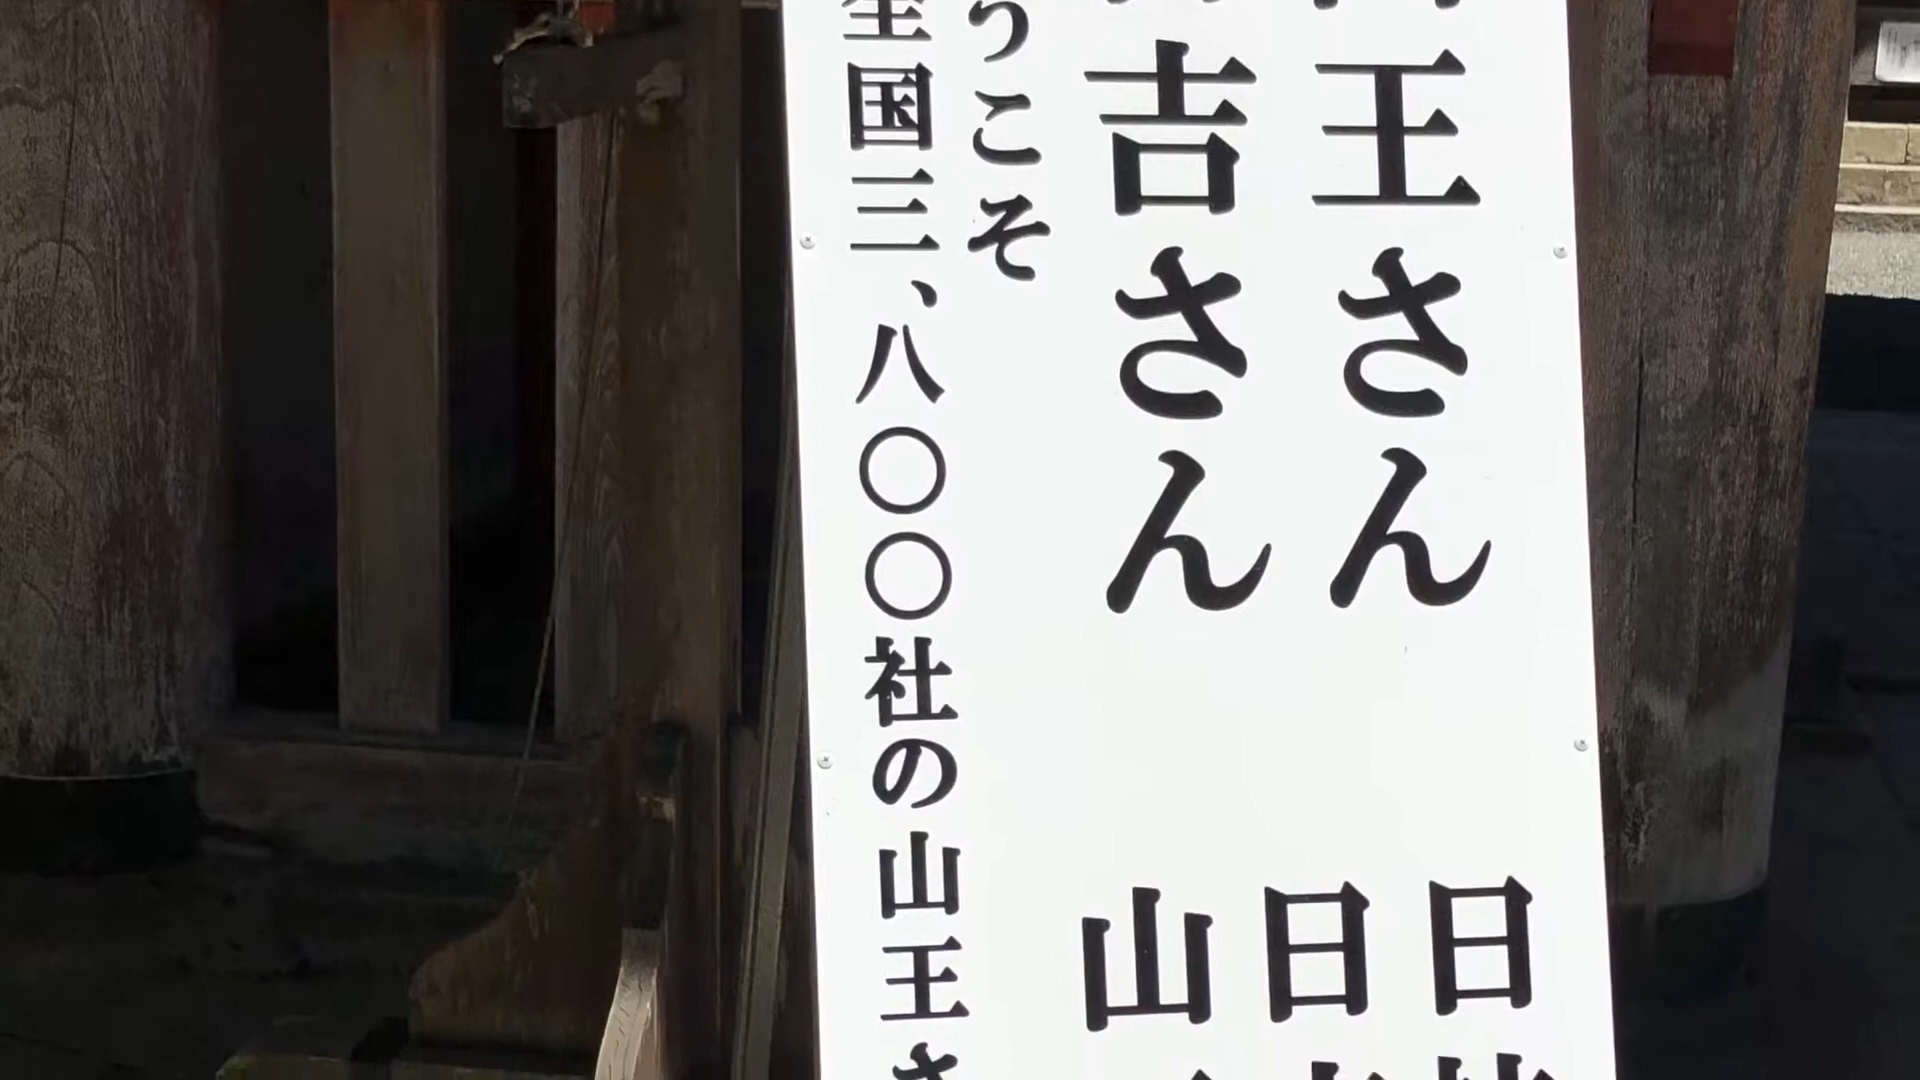 王さん
吉さん
日
日
山
うこそ
全国三、八〇〇社の山王さ